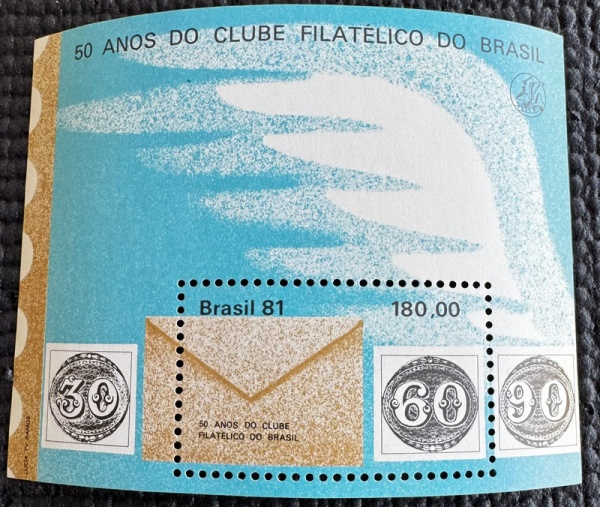 50 ANOS DO CLUBE FILATÉLICO DO BRASIL
Brasil 81
180,00
30
60
90
50 ANOS DO CLUBE
FILATÉLICO DO BRASIL